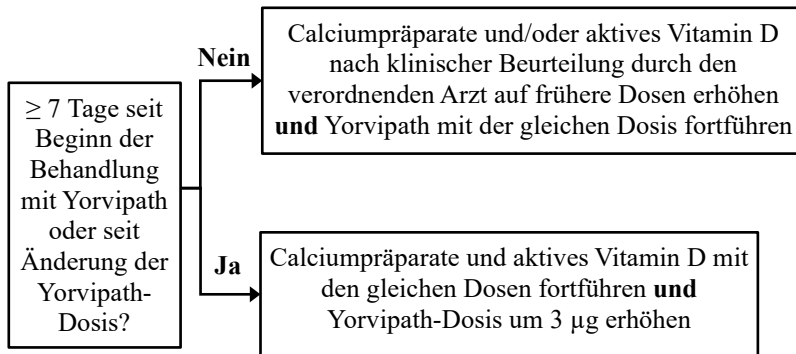 ≥ 7 Tage seit
Beginn der
Behandlung
mit Yorvipath
oder seit
Änderung der
Yorvipath-
Dosis?
Nein
Calciumpräparate und/oder aktives Vitamin D
nach klinischer Beurteilung durch den
verordnenden Arzt auf frühere Dosen erhöhen
und Yorvipath mit der gleichen Dosis fortführen
Ja
Calciumpräparate und aktives Vitamin D mit
den gleichen Dosen fortführen und
Yorvipath-Dosis um 3 µg erhöhen